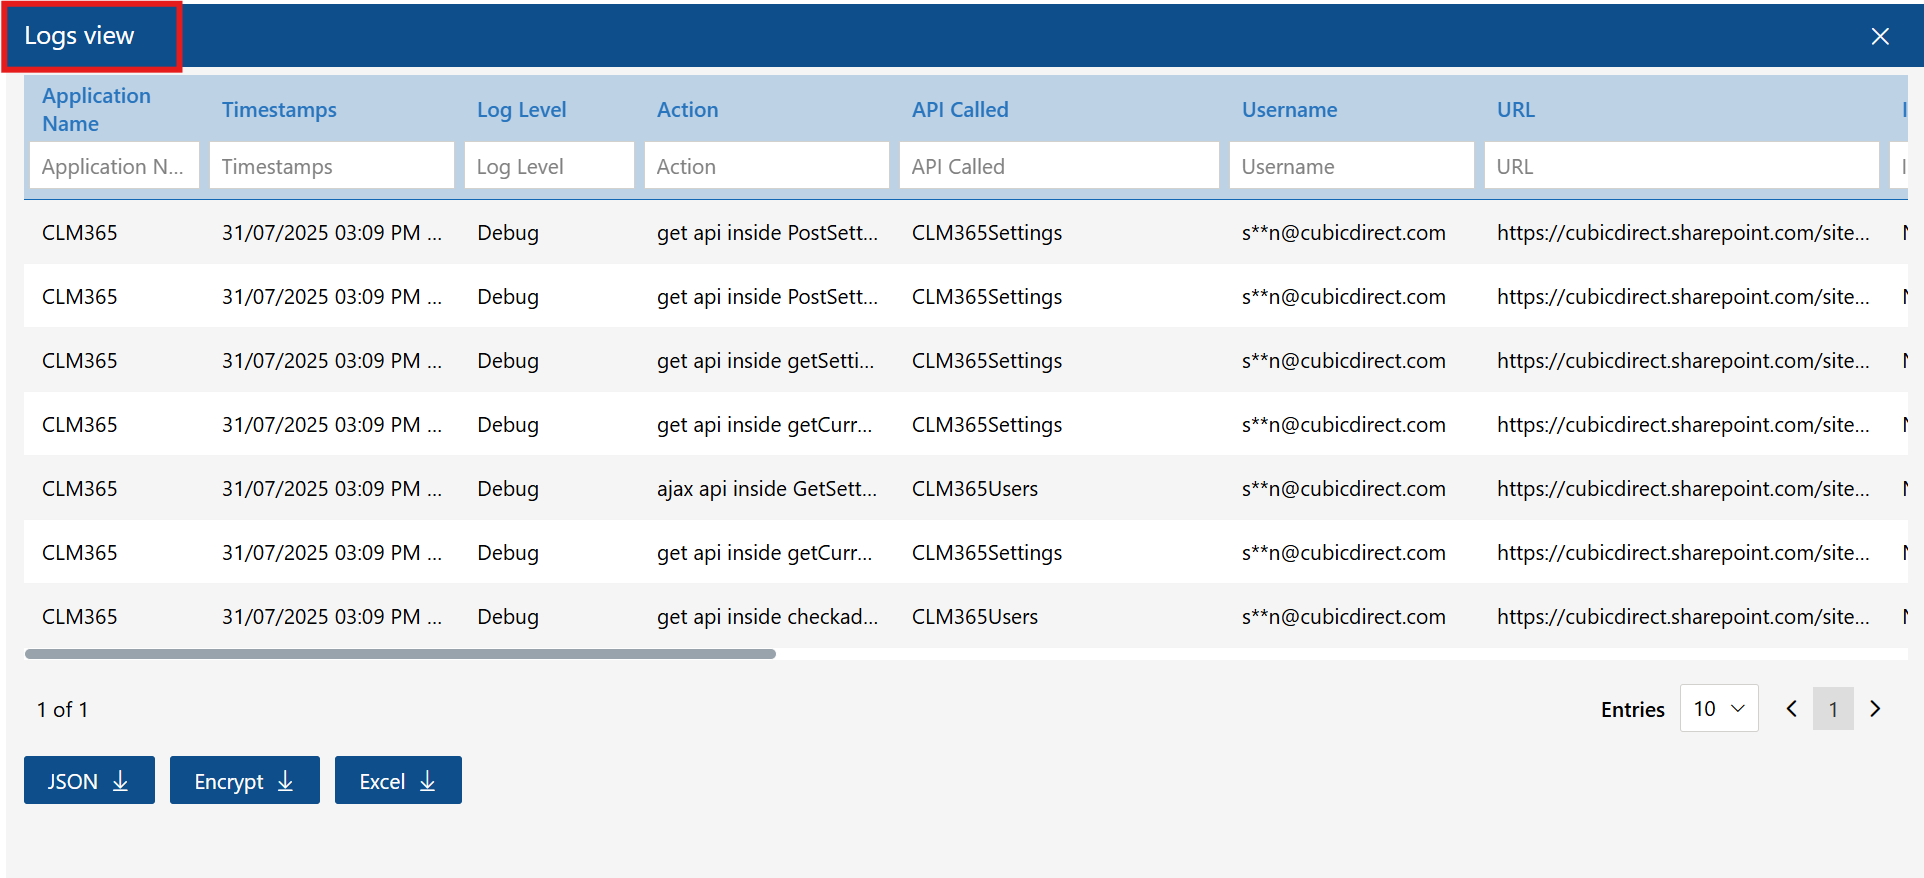 Logs view
Application Name Timestamps Log Level Action API Called Username URL
Application N... Timestamps Log Level Action API Called Username URL
CLM365 31/07/2025 03:09 PM ... Debug get api inside PostSett... CLM365Settings s**n@cubicdirect.com https://cubicdirect.sharepoint.com/site...
CLM365 31/07/2025 03:09 PM ... Debug get api inside PostSett... CLM365Settings s**n@cubicdirect.com https://cubicdirect.sharepoint.com/site...
CLM365 31/07/2025 03:09 PM ... Debug get api inside getSetti... CLM365Settings s**n@cubicdirect.com https://cubicdirect.sharepoint.com/site...
CLM365 31/07/2025 03:09 PM ... Debug get api inside getCurr... CLM365Settings s**n@cubicdirect.com https://cubicdirect.sharepoint.com/site...
CLM365 31/07/2025 03:09 PM ... Debug ajax api inside GetSett... CLM365Users s**n@cubicdirect.com https://cubicdirect.sharepoint.com/site...
CLM365 31/07/2025 03:09 PM ... Debug get api inside getCurr... CLM365Settings s**n@cubicdirect.com https://cubicdirect.sharepoint.com/site...
CLM365 31/07/2025 03:09 PM ... Debug get api inside checkad... CLM365Users s**n@cubicdirect.com https://cubicdirect.sharepoint.com/site...
1 of 1 Entries 10 1
JSON Encrypt Excel